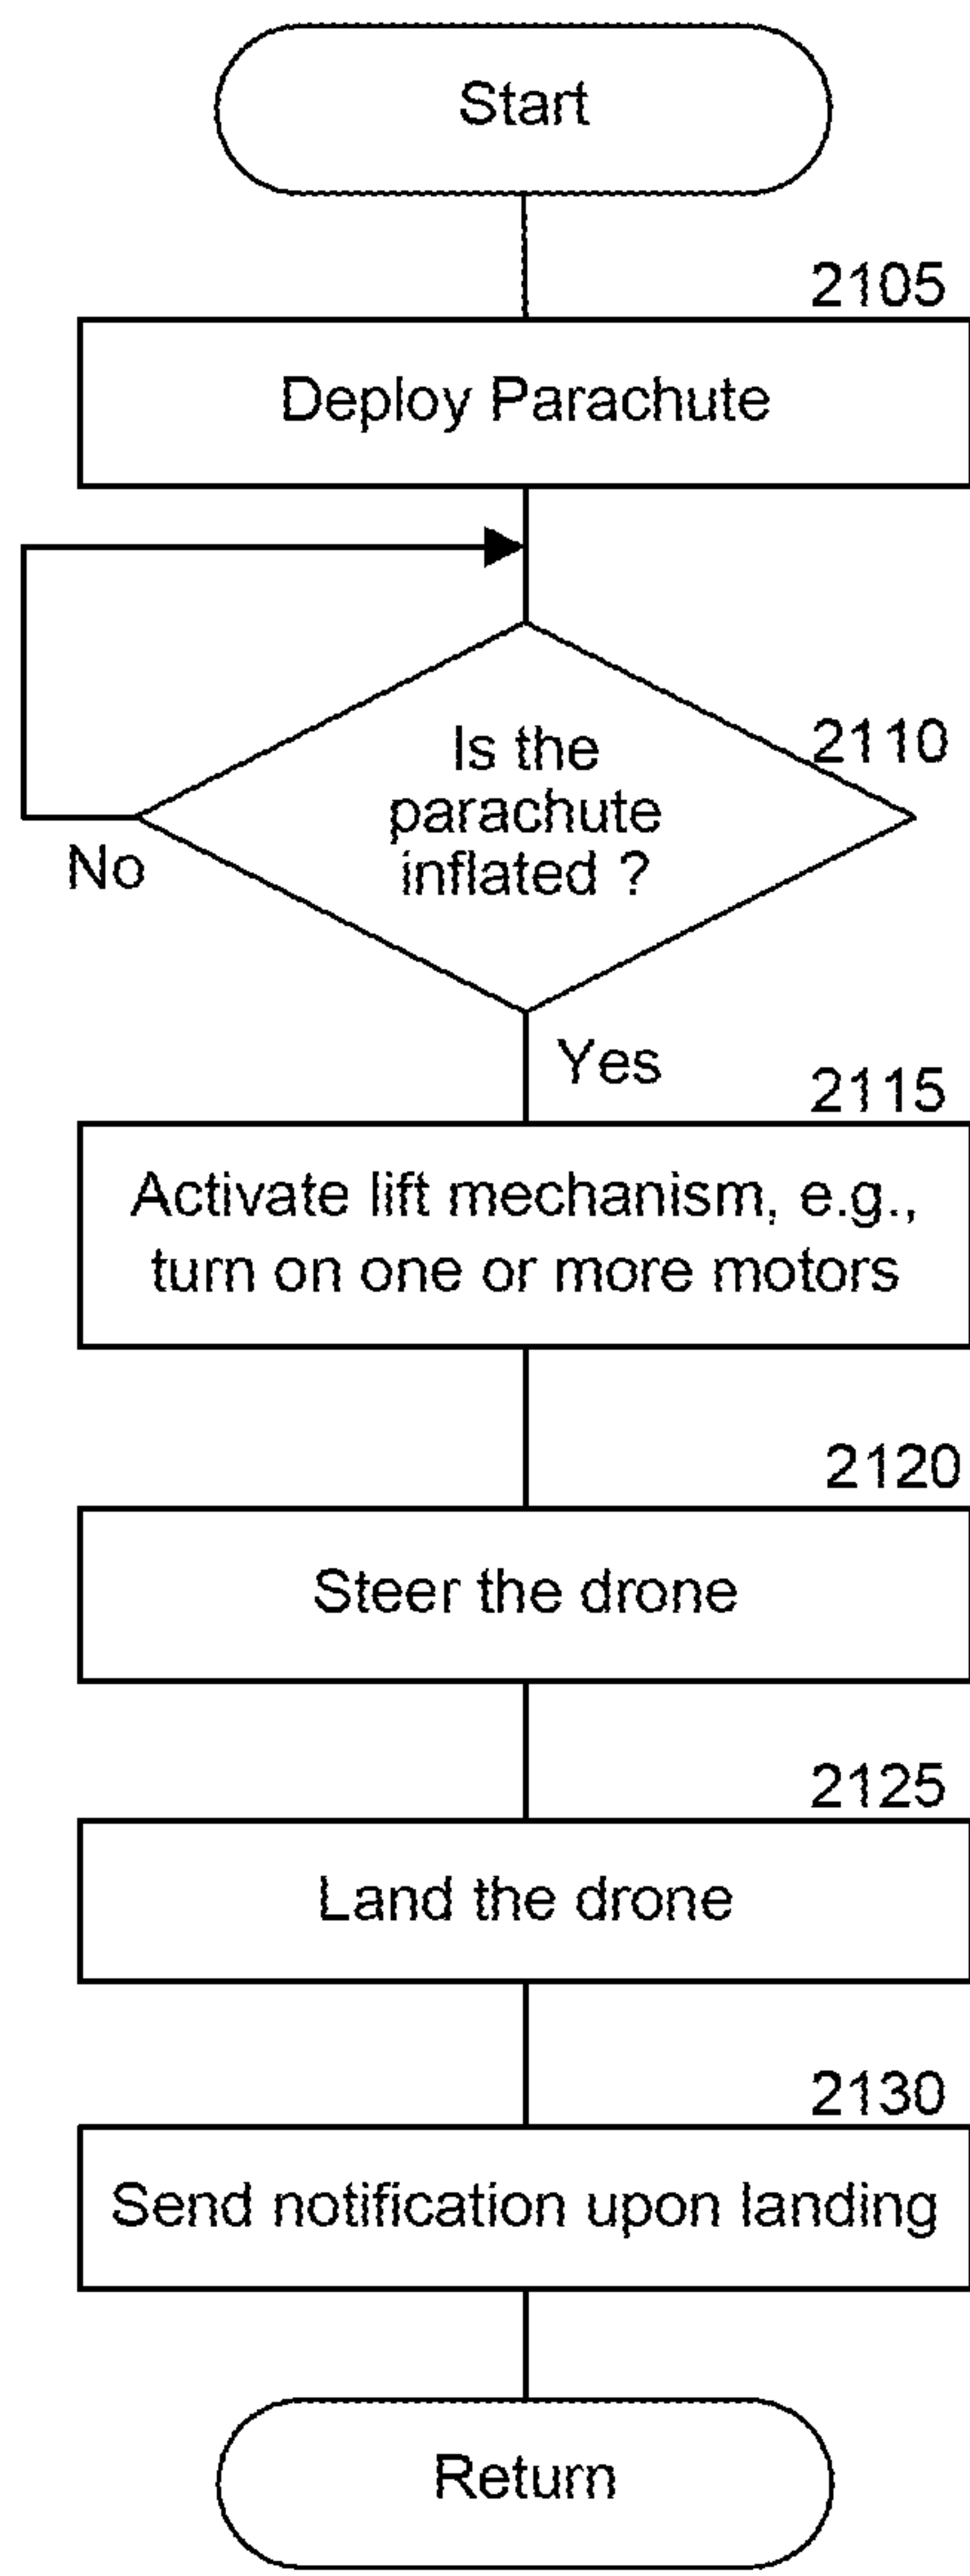 Start
2105
Deploy Parachute
Is the
2110
parachute
inflated ?
No
Yes
2115
Activate lift mechanism, e.g.,
turn on one or more motors
2120
Steer the drone
2125
Land the drone
2130
Send notification upon landing
Return